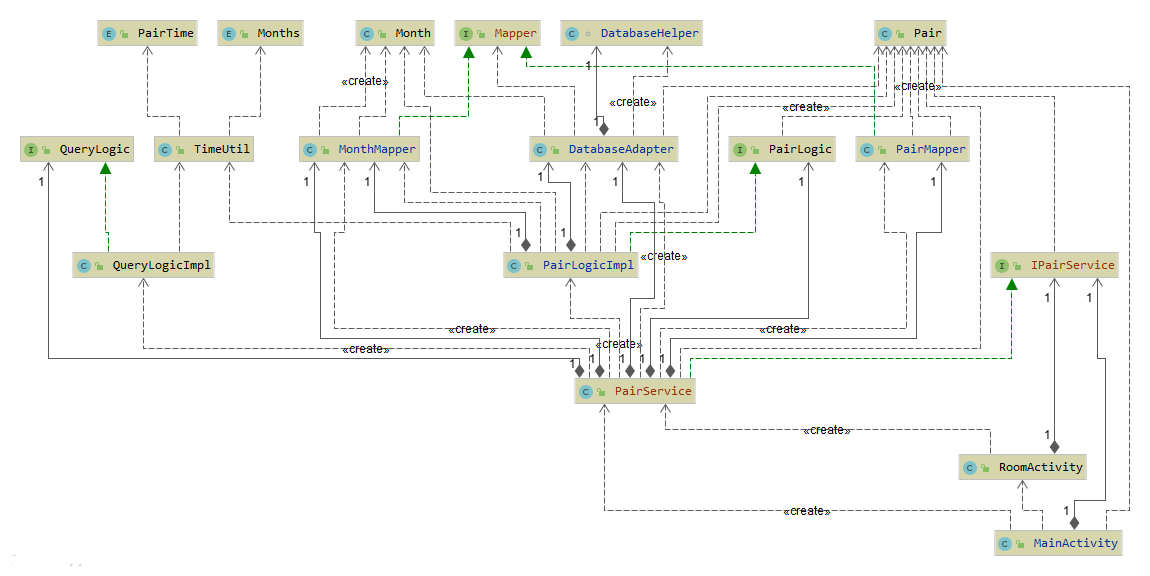 E PairTime
E Months
C Month
I Mapper
C DatabaseHelper
C Pair
1
«create»
«create»
«create»
«create»
1
I QueryLogic
C TimeUtil
C MonthMapper
C DatabaseAdapter
I PairLogic
C PairMapper
1
1
1
1
1
1
1
1
1
C QueryLogicImpl
C PairLogicImpl
«create»
I IPairService
1
1
«create»
«create»
«create»
«create»
1
1
1
1
1
1
C PairService
«create»
1
C RoomActivity
«create»
1
C MainActivity